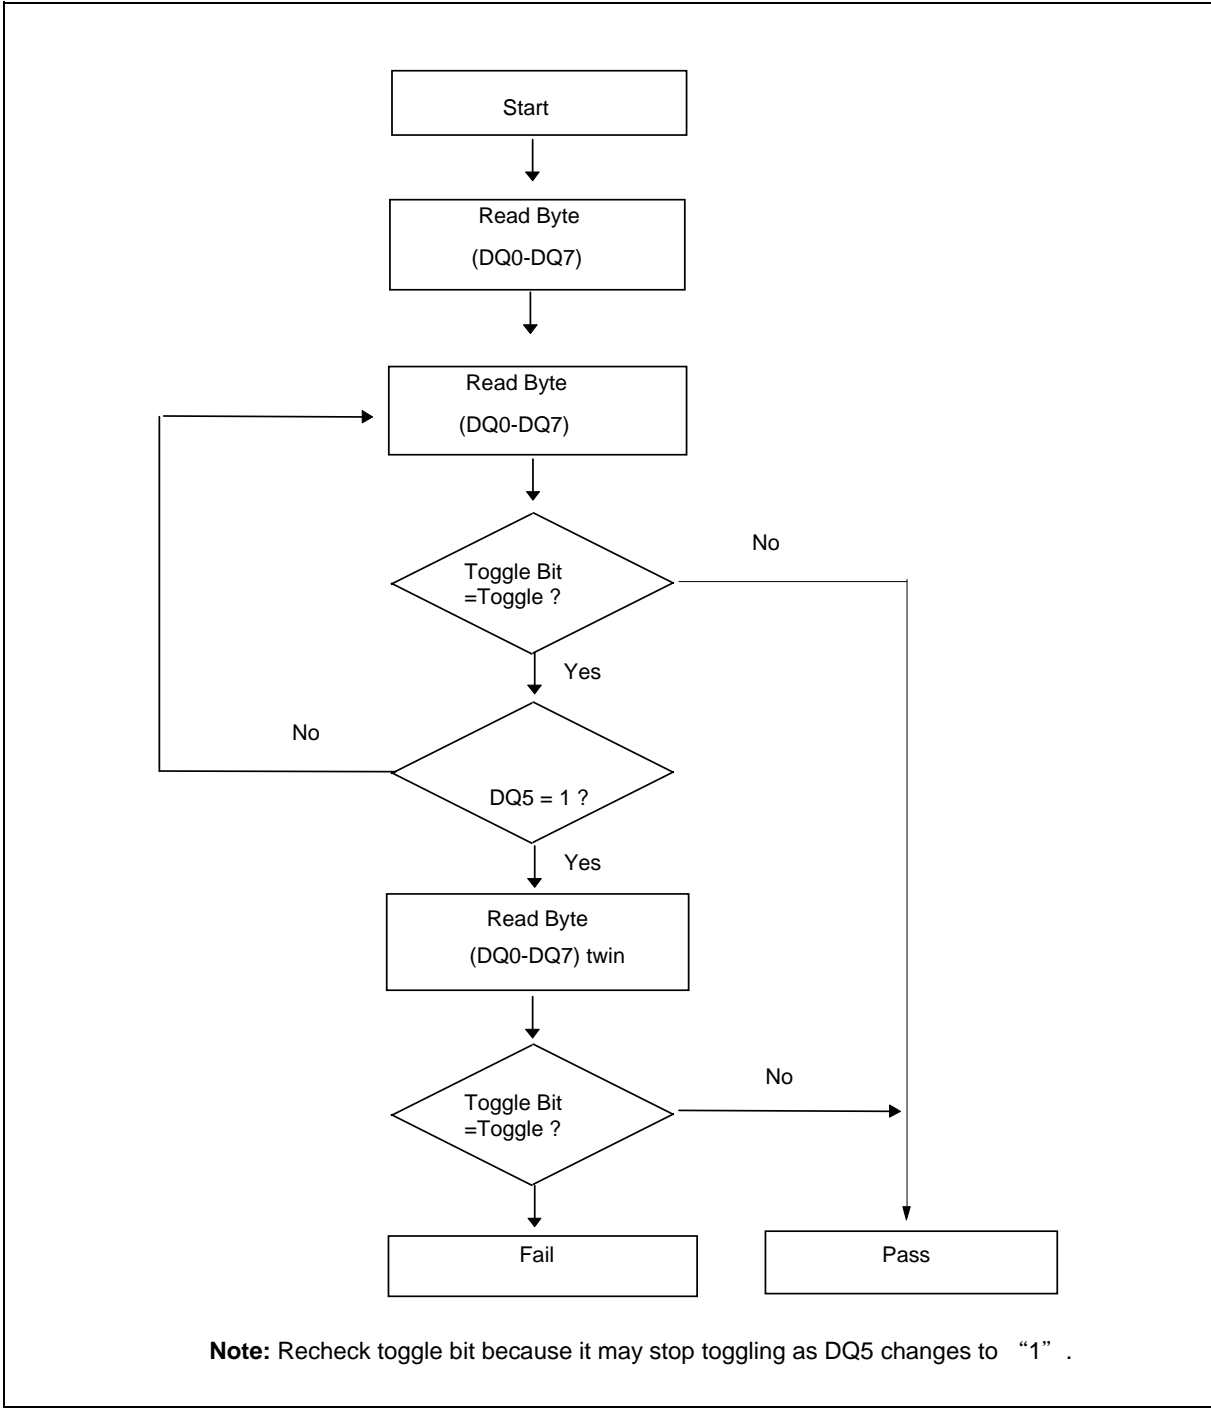 Start
Read Byte
(DQ0-DQ7)
Read Byte
(DQ0-DQ7)
Toggle Bit
=Toggle ?
No
Yes
No
DQ5 = 1 ?
Yes
Read Byte
(DQ0-DQ7) twin
Toggle Bit
=Toggle ?
No
Fail
Pass
Note: Recheck toggle bit because it may stop toggling as DQ5 changes to “1”.